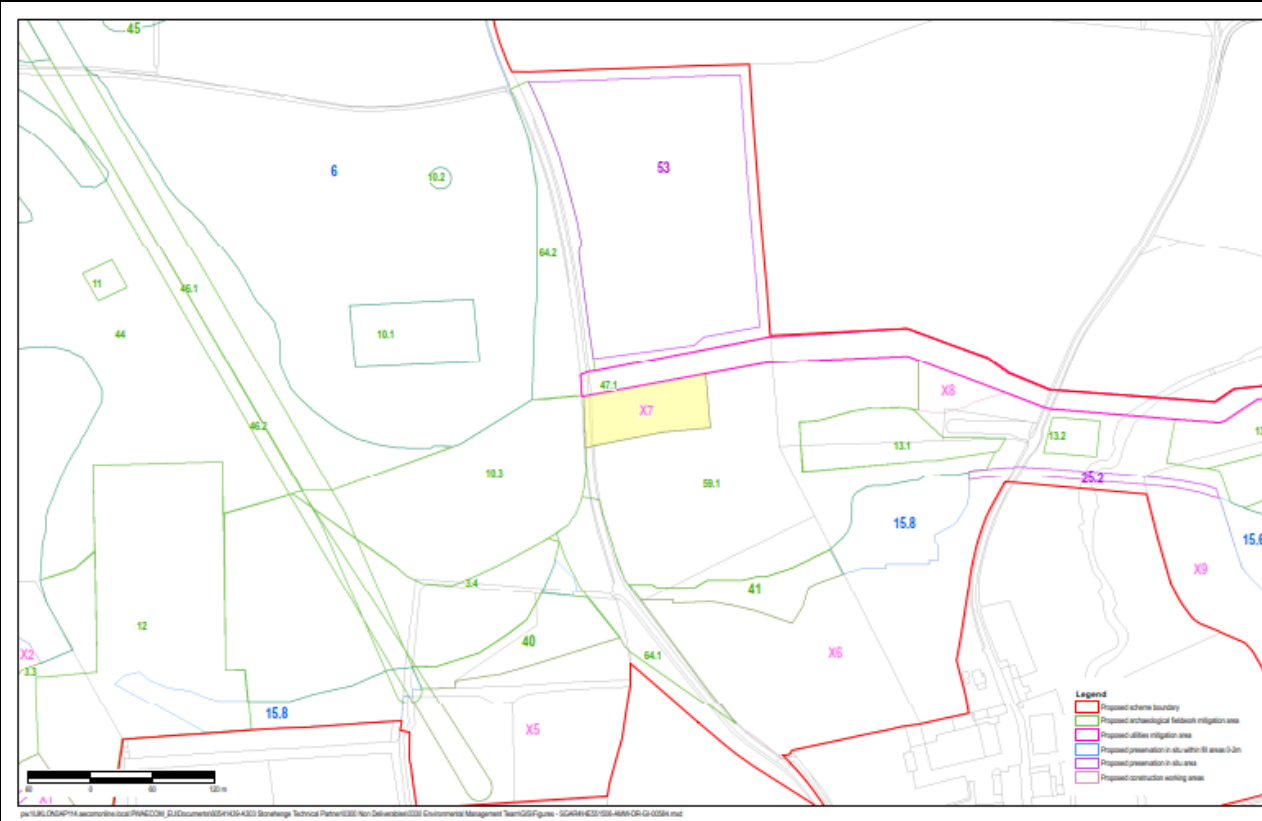 45
6
10.2
53
64.2
11
46.1
44
10.1
47.1
X7
X8
46.2
13.1
13.2
10.3
59.1
25.2
15.8
15.6
X9
3.4
41
12
40
X2
3.3
64.1
X6
15.8
X5
Legend
Proposed scheme boundary
Proposed archaeological fieldwork mitigation area
Proposed utilities mitigation area
Proposed preservation in situ within fill areas 0-2m
Proposed preservation in situ area
Proposed construction working areas
60 0 60 120 m